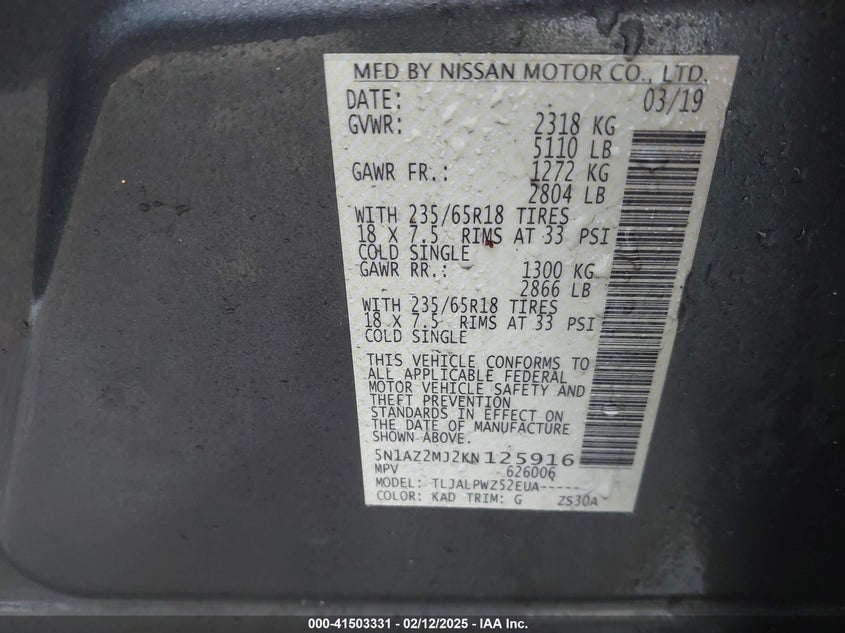 MFD BY NISSAN MOTOR CO., LTD.
DATE: 03/19
GVWR: 2318 KG
5110 LB
GAWR FR.: 1272 KG
2804 LB
WITH 235/65R18 TIRES
18 X 7.5 RIMS AT 33 PSI
COLD SINGLE
GAWR RR.: 1300 KG
2866 LB
WITH 235/65R18 TIRES
18 X 7.5 RIMS AT 33 PSI
COLD SINGLE
THIS VEHICLE CONFORMS TO
ALL APPLICABLE FEDERAL
MOTOR VEHICLE SAFETY AND
THEFT PREVENTION
STANDARDS IN EFFECT ON
THE DATE OF MANUFACTURE
SHOWN ABOVE.
5N1AZ2MJ2KN125916
MPV 626006
MODEL: TLJALPWZ52EUA-----
COLOR: KAD TRIM: G ZS30A
000-41503331 - 02/12/2025 - IAA Inc.